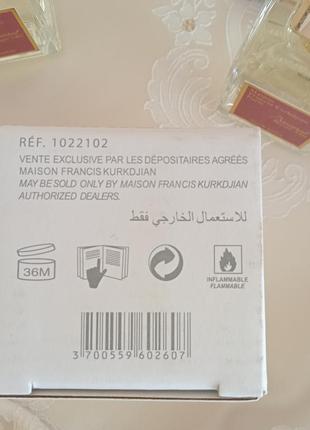 RÉF. 1022102
VENTE EXCLUSIVE PAR LES DÉPOSITAIRES AGRÉÉS
MAISON FRANCIS KURKDJIAN
MAY BE SOLD ONLY BY MAISON FRANCIS KURKDJIAN
AUTHORIZED DEALERS.
للاستعمال الخارجي فقط
36M
INFLAMMABLE
FLAMMABLE
3 700559 602607